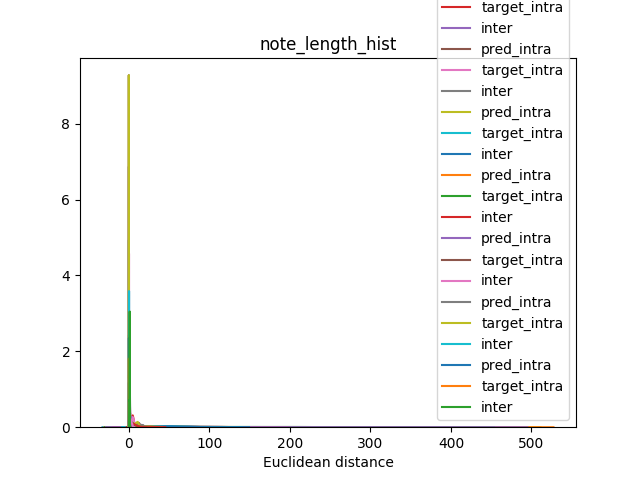 note_length_hist
target_intra
inter
pred_intra
target_intra
inter
pred_intra
target_intra
inter
pred_intra
target_intra
inter
pred_intra
target_intra
inter
pred_intra
target_intra
inter
pred_intra
target_intra
inter
8
6
4
2
0
0 100 200 300 400 500
Euclidean distance